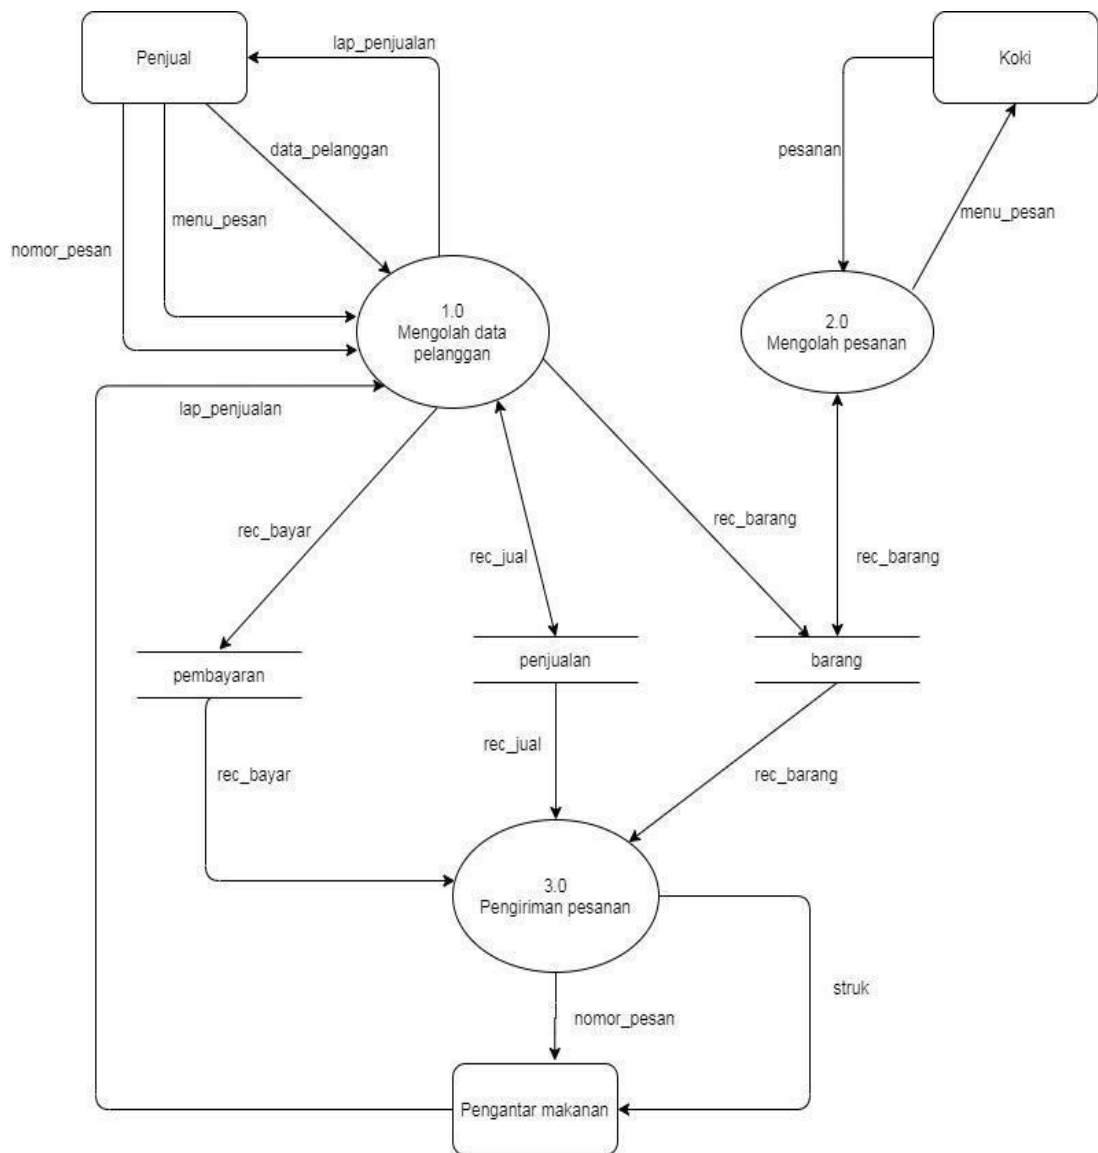 Penjual
lap_penjualan
Koki
data_pelanggan
pesanan
menu_pesan
menu_pesan
nomor_pesan
1.0
Mengolah data
pelanggan
2.0
Mengolah pesanan
lap_penjualan
rec_bayar
rec_jual
rec_barang
rec_barang
pembayaran
penjualan
barang
rec_bayar
rec_jual
rec_barang
3.0
Pengiriman pesanan
struk
nomor_pesan
Pengantar makanan